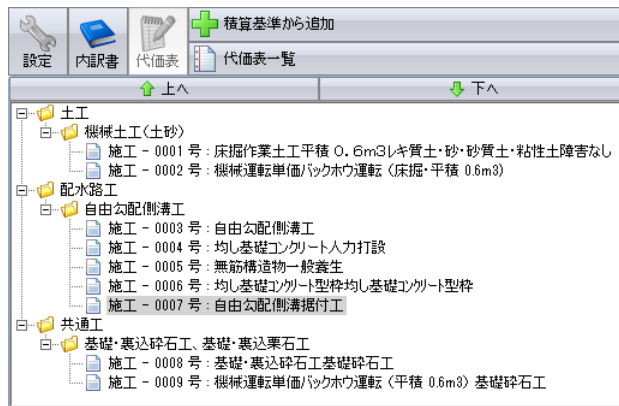 積算基準から追加
設定 内訳書 代価表 代価表一覧
上へ 下へ
土工
機械土工(土砂)
施工 - 0001 号 : 床掘作業土工平積 0.6m3レキ質土・砂・砂質土・粘性土障害なし
施工 - 0002 号 : 機械運転単価バックホウ運転 (床掘・平積 0.6m3)
配水路工
自由勾配側溝工
施工 - 0003 号 : 自由勾配側溝工
施工 - 0004 号 : 均し基礎コンクリート人力打設
施工 - 0005 号 : 無筋構造物一般養生
施工 - 0006 号 : 均し基礎コンクリート型枠均し基礎コンクリート型枠
施工 - 0007 号 : 自由勾配側溝据付工
共通工
基礎・裏込砕石工、基礎・裏込栗石工
施工 - 0008 号 : 基礎・裏込砕石工基礎砕石工
施工 - 0009 号 : 機械運転単価バックホウ運転 (平積 0.6m3) 基礎砕石工